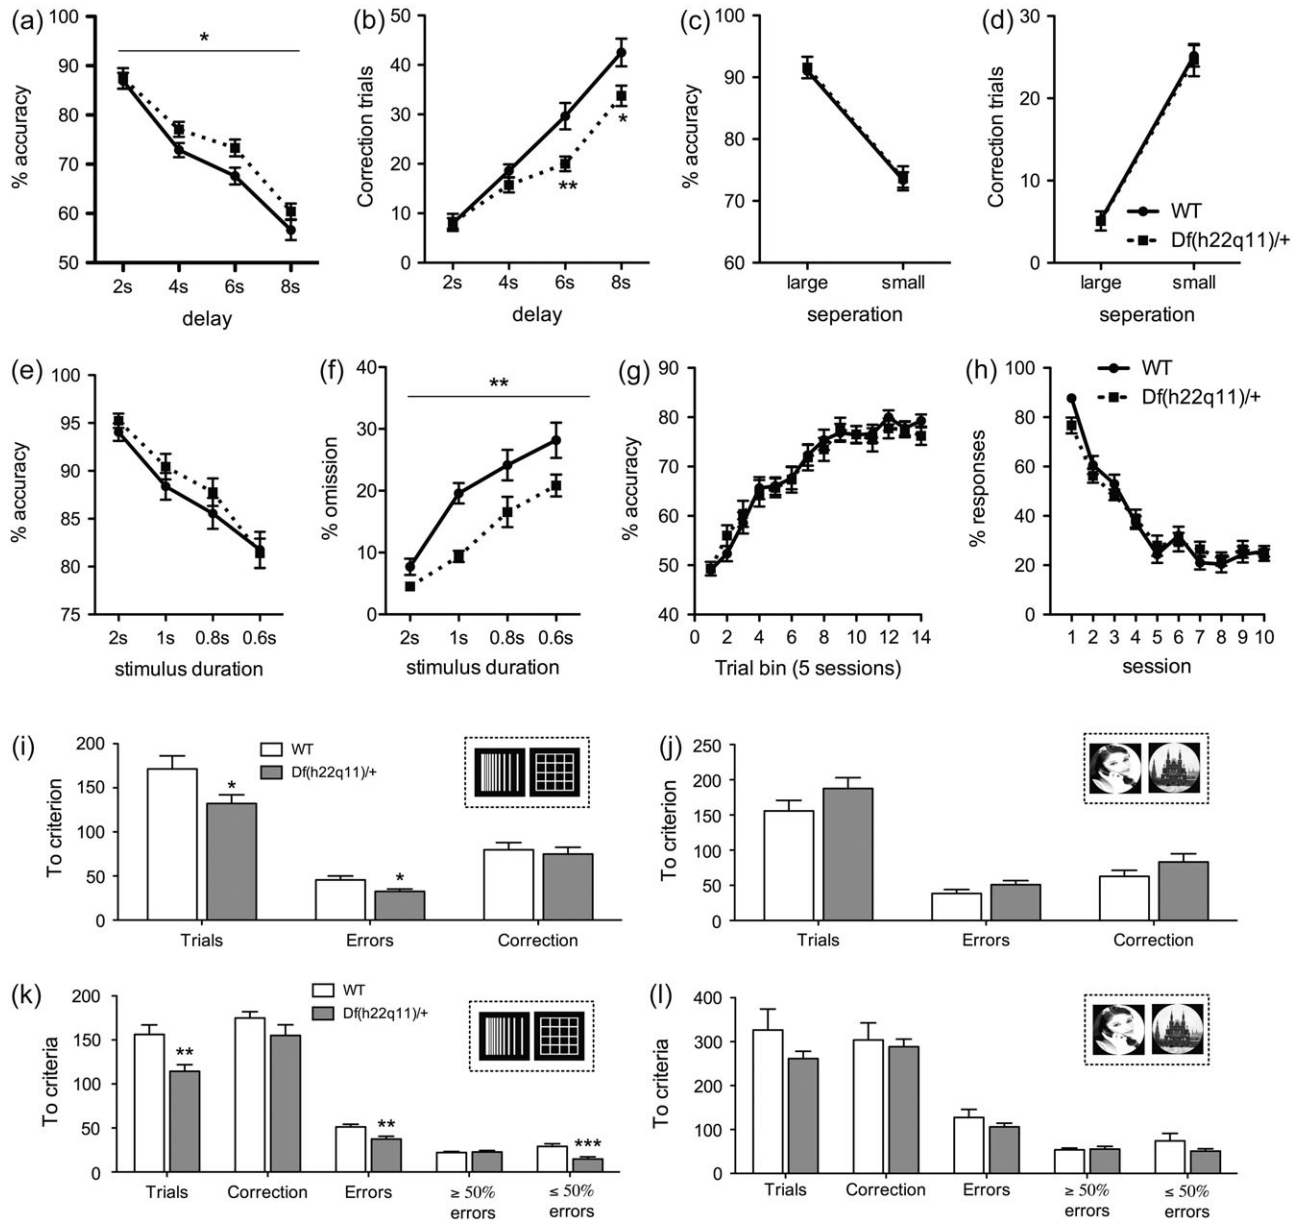 (a)
100
90
80
70
60
50
% accuracy
*
2s 4s 6s 8s
delay
(b)
50
40
30
20
10
0
Correction trials
**
*
2s 4s 6s 8s
delay
(c)
100
90
80
70
60
% accuracy
large small
seperation
(d)
30
20
10
0
Correction trials
WT
Df(h22q11)/+
large small
seperation
(e)
100
95
90
85
80
75
% accuracy
2s 1s 0.8s 0.6s
stimulus duration
(f)
40
30
20
10
0
% omission
**
2s 1s 0.8s 0.6s
stimulus duration
(g)
90
80
70
60
50
40
% accuracy
0 2 4 6 8 10 12 14
Trial bin (5 sessions)
(h)
100
80
60
40
20
0
% responses
WT
Df(h22q11)/+
1 2 3 4 5 6 7 8 9 10
session
(i)
200
150
100
50
0
To criterion
WT
Df(h22q11)/+
*
*
Trials Errors Correction
(j)
250
200
150
100
50
0
To criterion
Trials Errors Correction
(k)
200
150
100
50
0
To criteria
WT
Df(h22q11)/+
**
**
***
Trials Correction Errors ≥ 50% ≤ 50%
errors errors
(l)
400
300
200
100
0
To criteria
Trials Correction Errors ≥ 50% ≤ 50%
errors errors